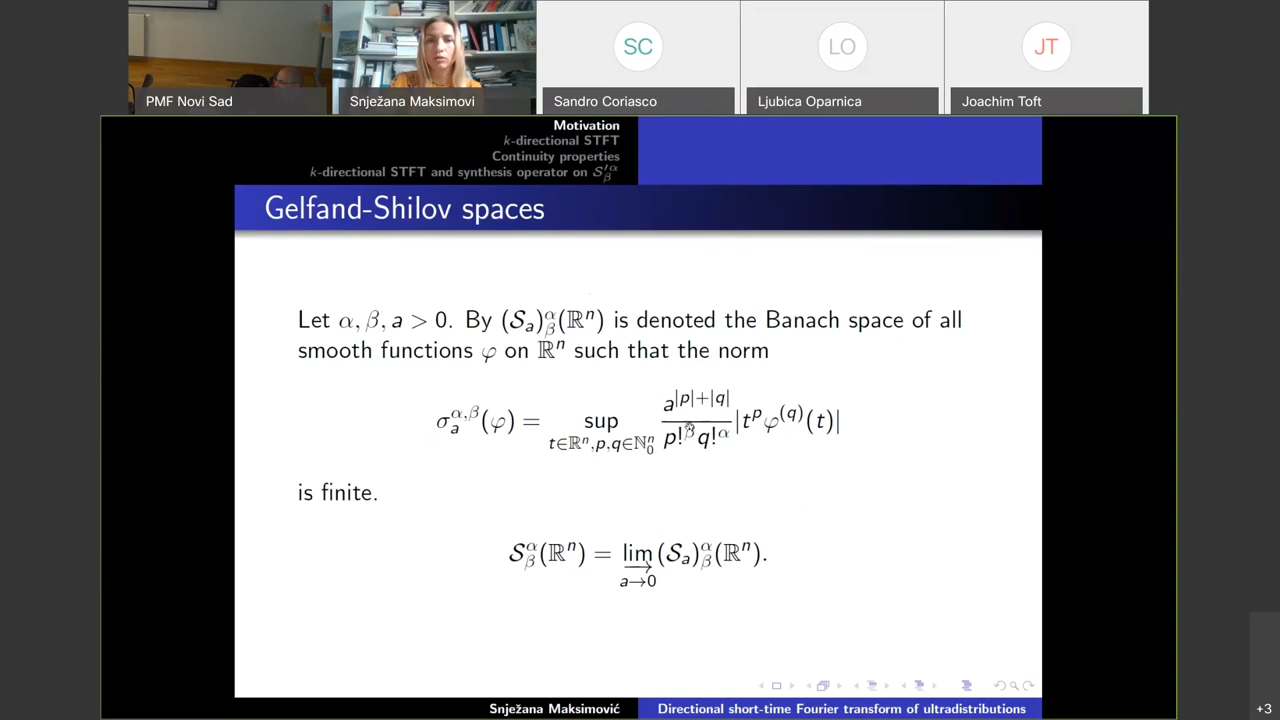 SC
LO
JT
PMF Novi Sad
Snježana Maksimovi
Sandro Coriasco
Ljubica Oparnica
Joachim Toft
Motivation
k-directional STFT
Continuity properties
k-directional STFT and synthesis operator on 𝒮′^α_β
Gelfand-Shilov spaces
Let α, β, a > 0. By (𝒮_a)^α_β(ℝ^n) is denoted the Banach space of all
smooth functions φ on ℝ^n such that the norm
σ_a^{α,β}(φ) = sup_{t∈ℝ^n, p,q∈ℕ_0^n} a^{|p|+|q|} / (p!^β q!^α) |t^p φ^{(q)}(t)|
is finite.
𝒮^α_β(ℝ^n) = lim_{→ a→0} (𝒮_a)^α_β(ℝ^n).
Snježana Maksimović
Directional short-time Fourier transform of ultradistributions
+3